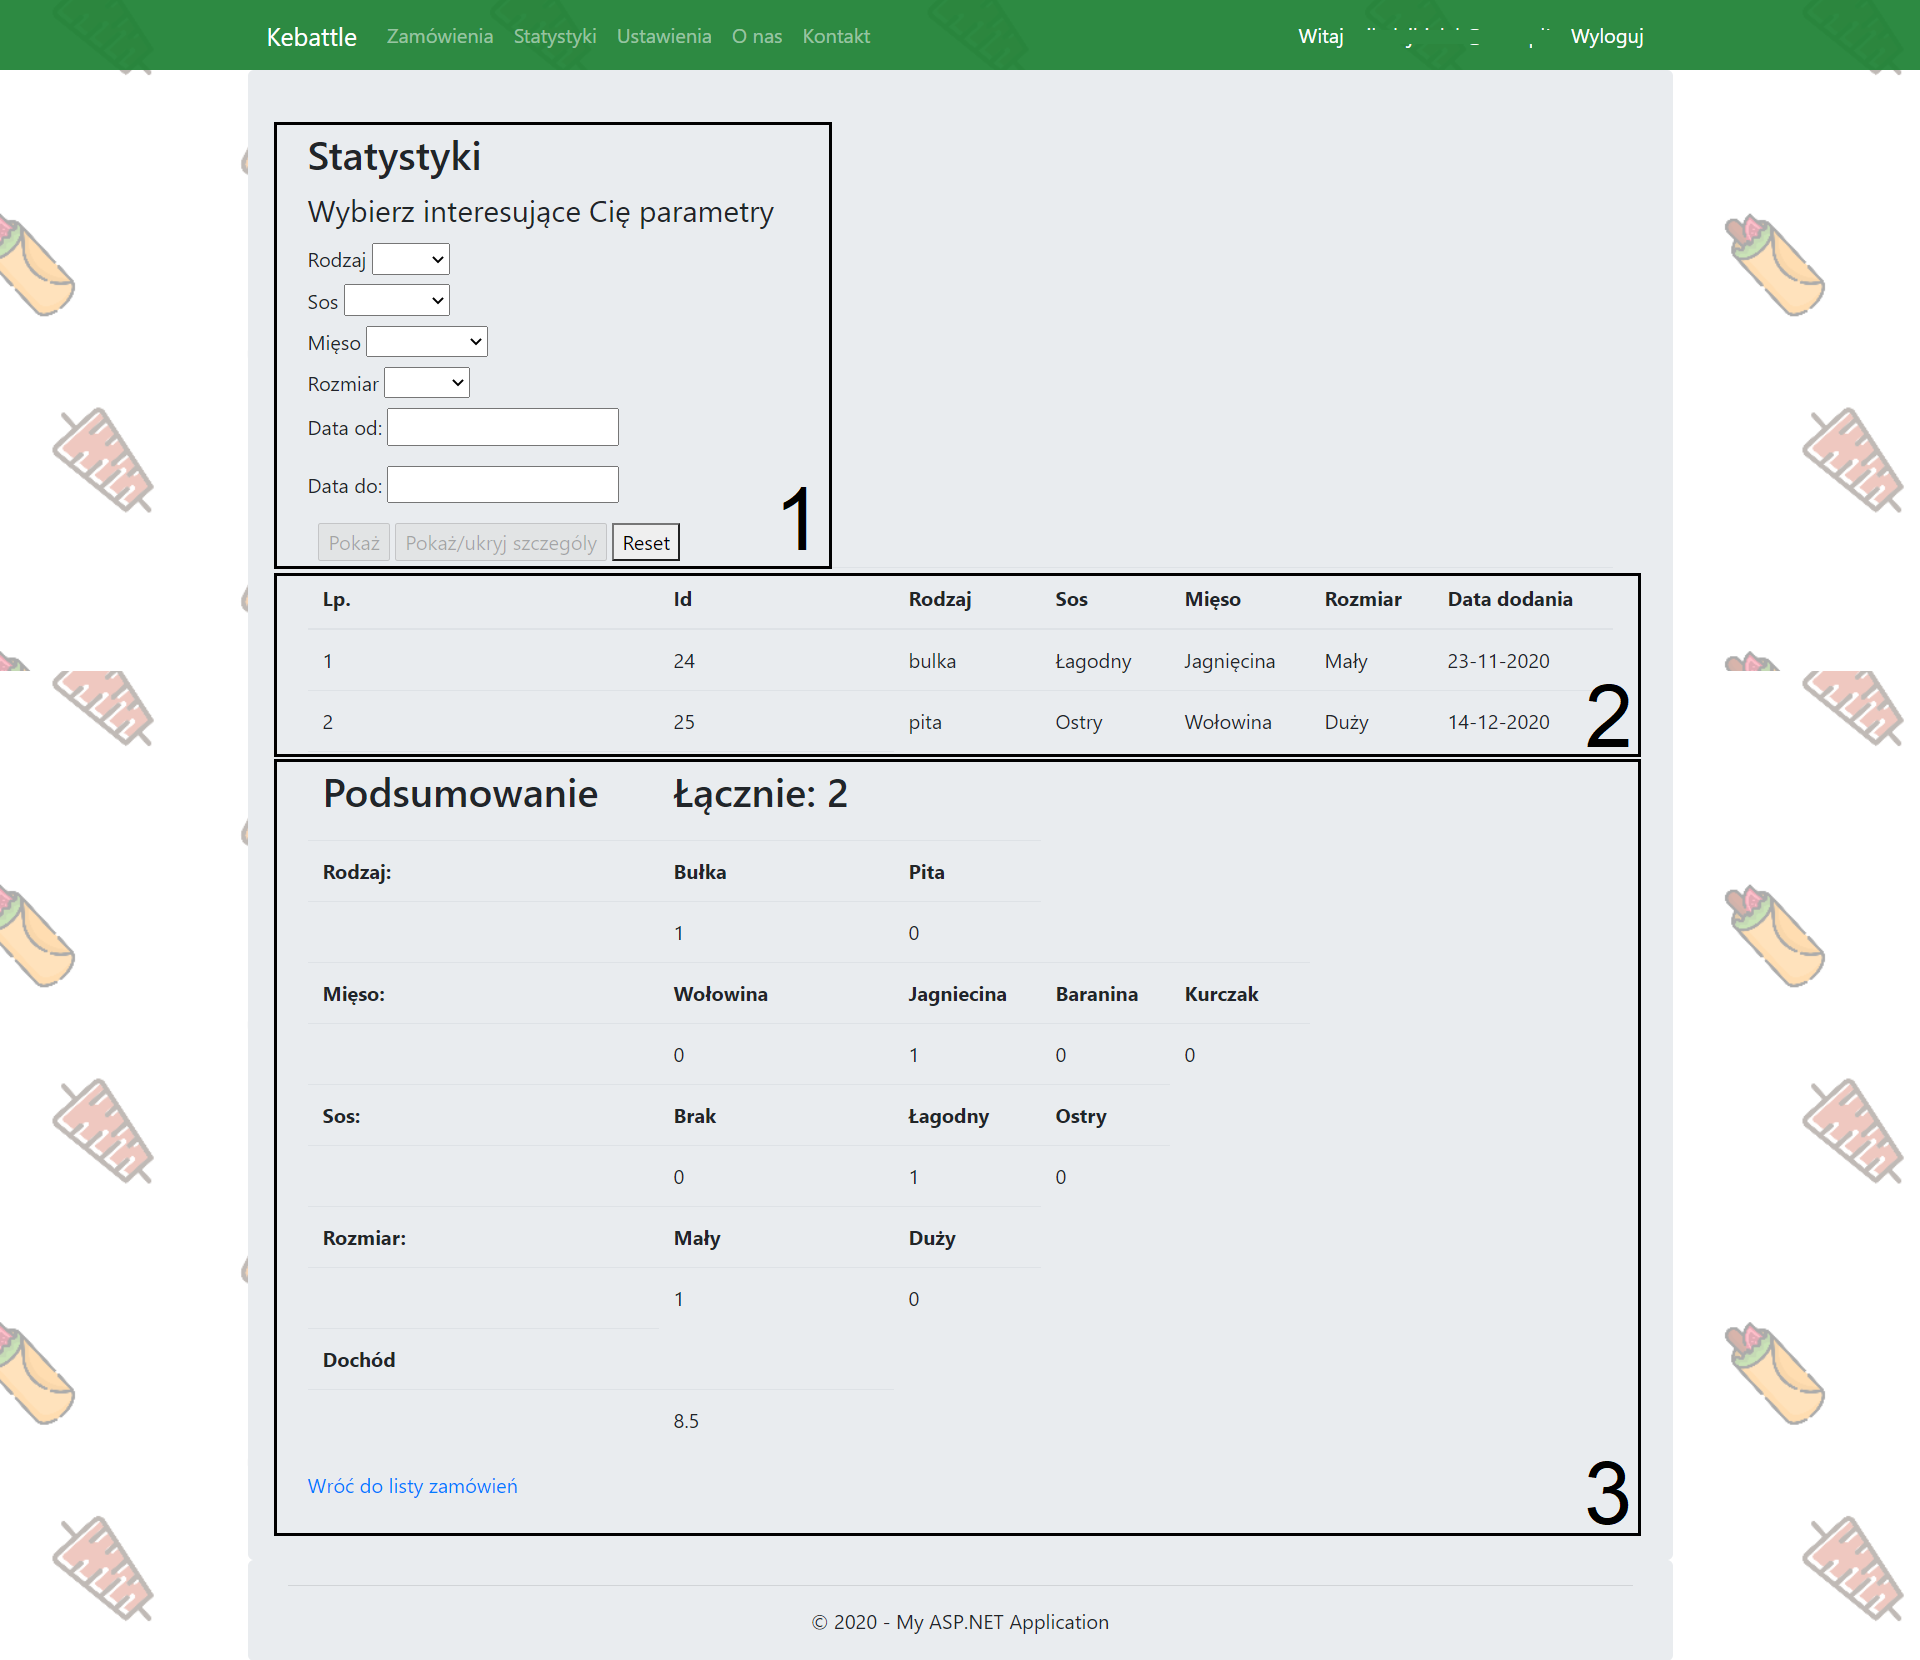 Kebattle Zamówienia Statystyki Ustawienia O nas Kontakt Witaj Wyloguj
Statystyki
Wybierz interesujące Cię parametry
Rodzaj
Sos
Mięso
Rozmiar
Data od:
Data do:
Pokaż Pokaż/ukryj szczególy Reset
1
Lp. Id Rodzaj Sos Mięso Rozmiar Data dodania
1 24 bulka Łagodny Jagnięcina Mały 23-11-2020
2 25 pita Ostry Wołowina Duży 14-12-2020
2
Podsumowanie Łącznie: 2
Rodzaj: Bułka Pita
1 0
Mięso: Wołowina Jagniecina Baranina Kurczak
0 1 0 0
Sos: Brak Łagodny Ostry
0 1 0
Rozmiar: Mały Duży
1 0
Dochód
8.5
Wróć do listy zamówień
3
© 2020 - My ASP.NET Application